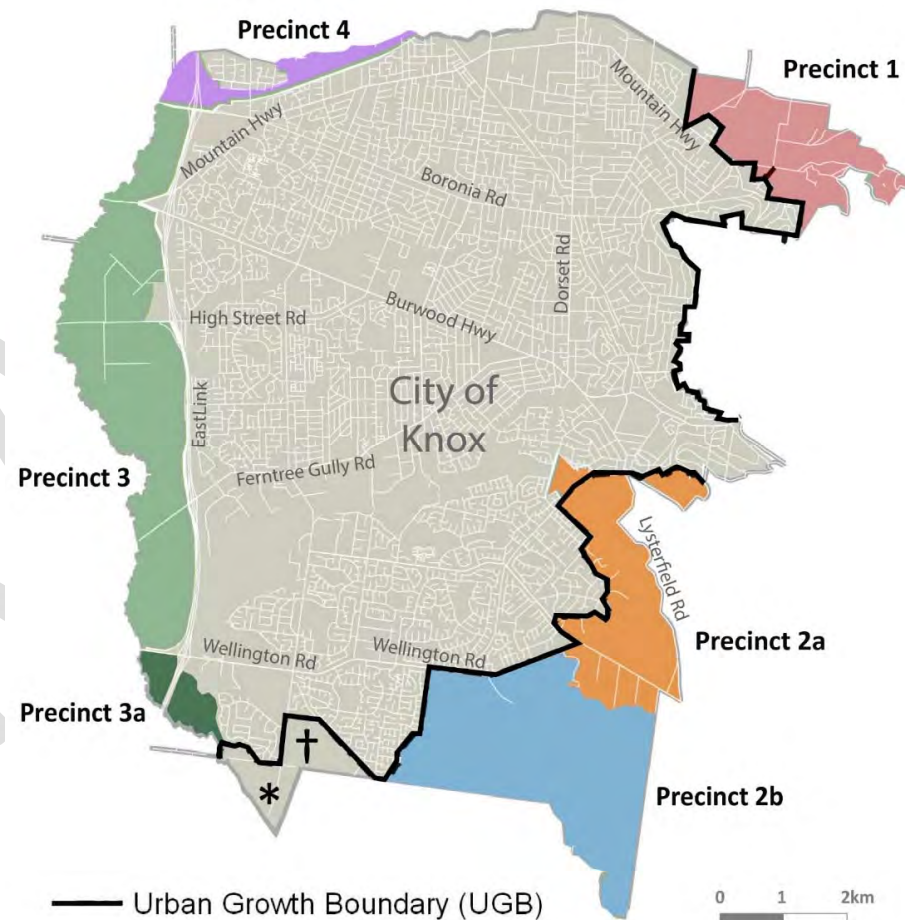 Precinct 4
Precinct 1
Mountain Hwy
Mountain Hwy
Boronia Rd
Dorset Rd
Burwood Hwy
High Street Rd
EastLink
City of
Knox
Ferntree Gully Rd
Precinct 3
Lysterfield Rd
Wellington Rd
Wellington Rd
Precinct 2a
Precinct 3a
†
*
Precinct 2b
Urban Growth Boundary (UGB)
0 1 2km